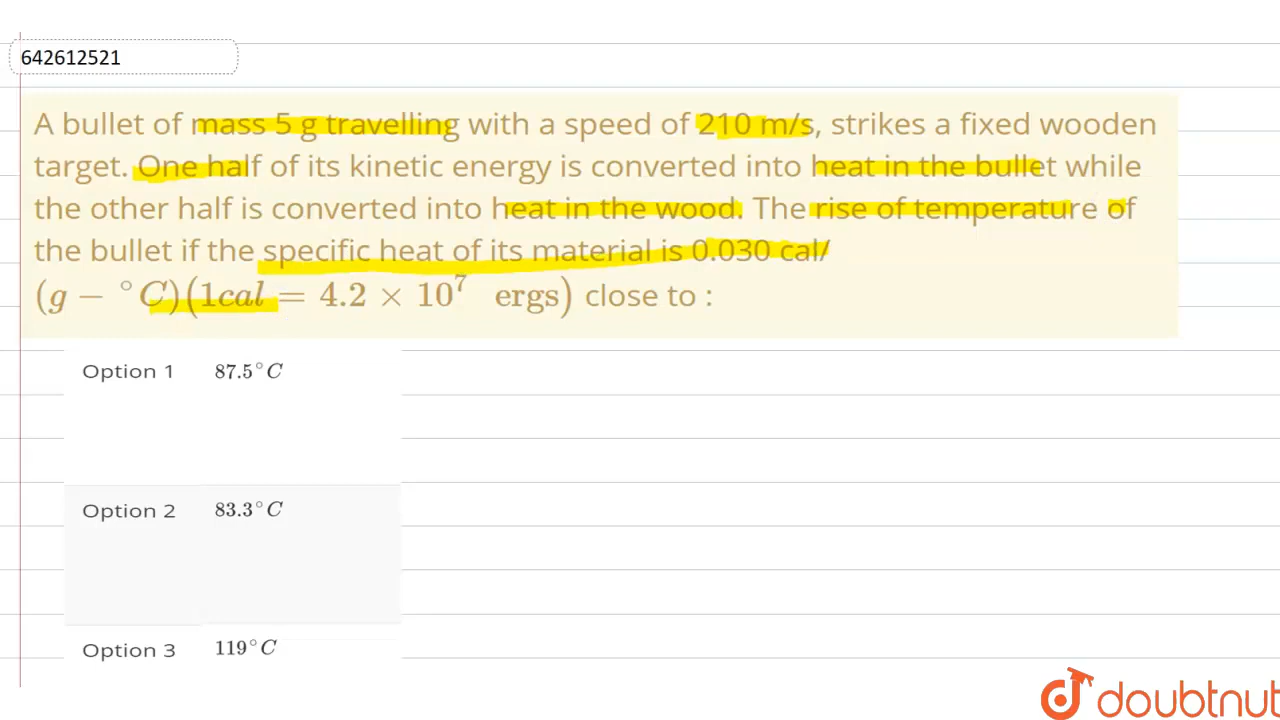 642612521
A bullet of mass 5 g travelling with a speed of 210 m/s, strikes a fixed wooden
target. One half of its kinetic energy is converted into heat in the bullet while
the other half is converted into heat in the wood. The rise of temperature of
the bullet if the specific heat of its material is 0.030 cal/
(g − °C)(1cal = 4.2 × 10⁷ ergs) close to :
Option 1 87.5°C
Option 2 83.3°C
Option 3 119°C
doubtnut